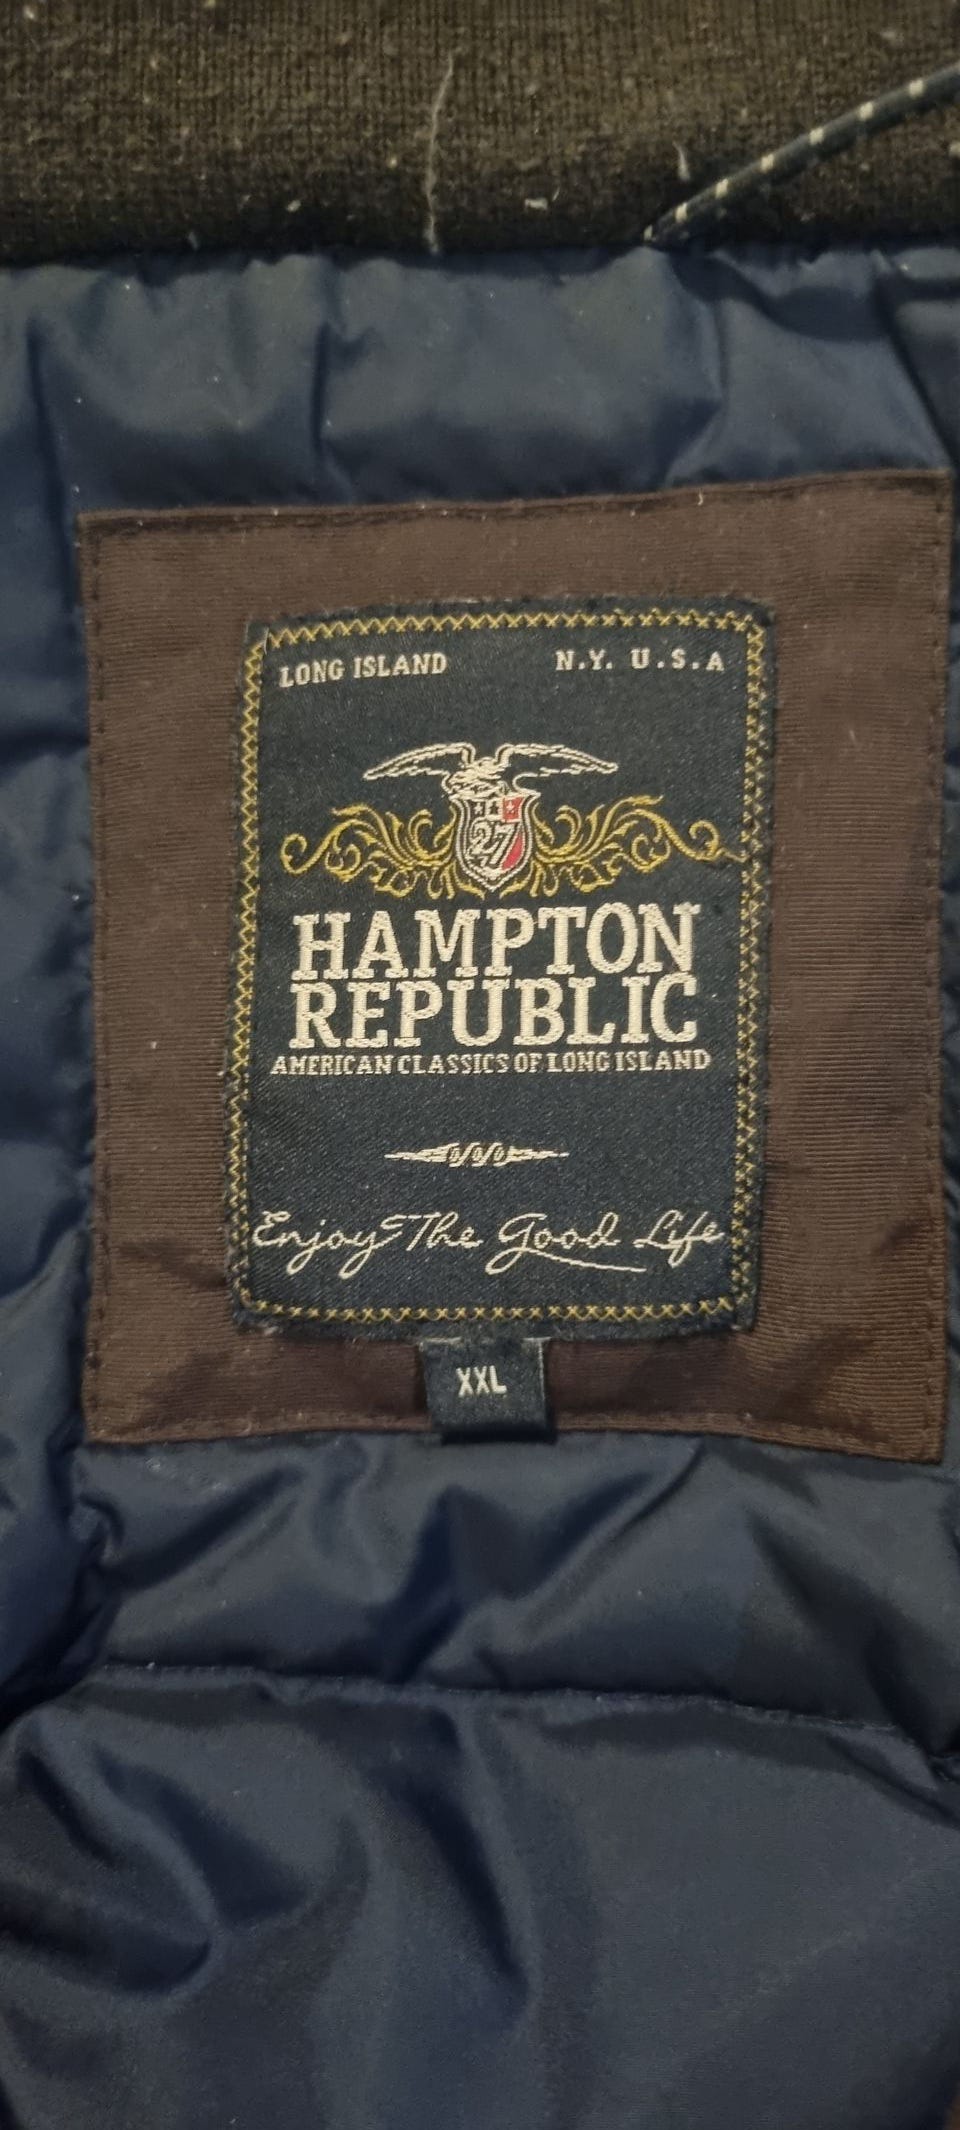 LONG ISLAND N.Y. U.S.A
27
HAMPTON
REPUBLIC
AMERICAN CLASSICS OF LONG ISLAND
Enjoy The Good Life
XXL